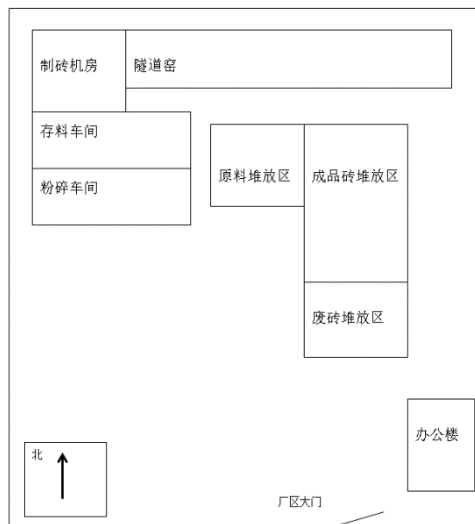 制砖机房
隧道窑
存料车间
粉碎车间
原料堆放区
成品砖堆放区
废砖堆放区
办公楼
北
厂区大门